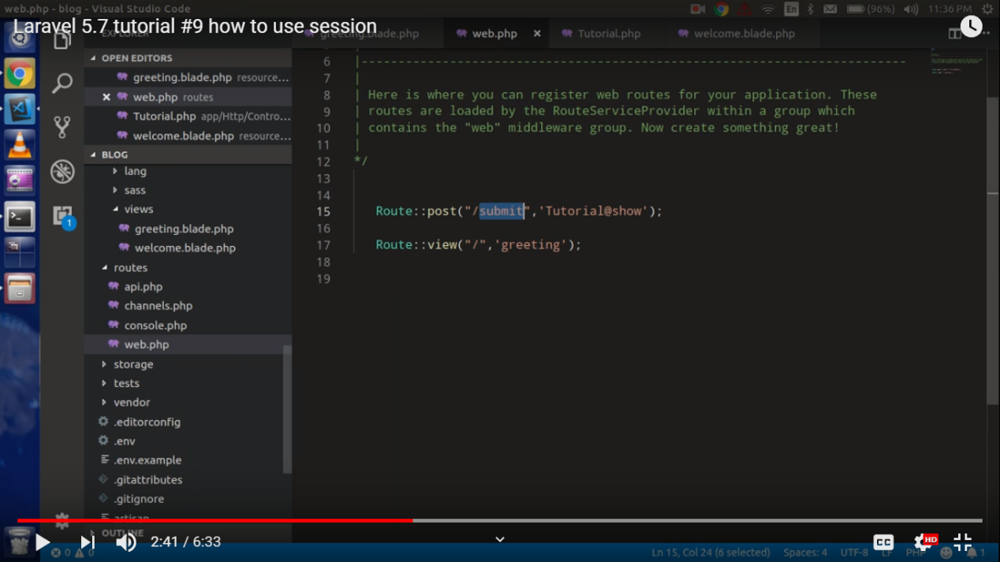 web.php - blog - Visual Studio Code
En (96%) 11:36 PM
Laravel 5.7 tutorial #9 how to use session
EXPLORER
greeting.blade.php web.php Tutorial.php welcome.blade.php
OPEN EDITORS
greeting.blade.php resource...
web.php routes
Tutorial.php app/Http/Contro...
welcome.blade.php resource...
BLOG
lang
sass
views
greeting.blade.php
welcome.blade.php
routes
api.php
channels.php
console.php
web.php
storage
tests
vendor
.editorconfig
.env
.env.example
.gitattributes
.gitignore
artisan
OUTLINE
1
6 |--------------------------------------------------------------------------
7 |
8 | Here is where you can register web routes for your application. These
9 | routes are loaded by the RouteServiceProvider within a group which
10 | contains the "web" middleware group. Now create something great!
11 |
12 */
13
14
15 Route::post("/submit",'Tutorial@show');
16
17 Route::view("/",'greeting');
18
19
2:41 / 6:33
CC HD
0 0 Ln 15, Col 24 (6 selected) Spaces: 4 UTF-8 LF PHP 1